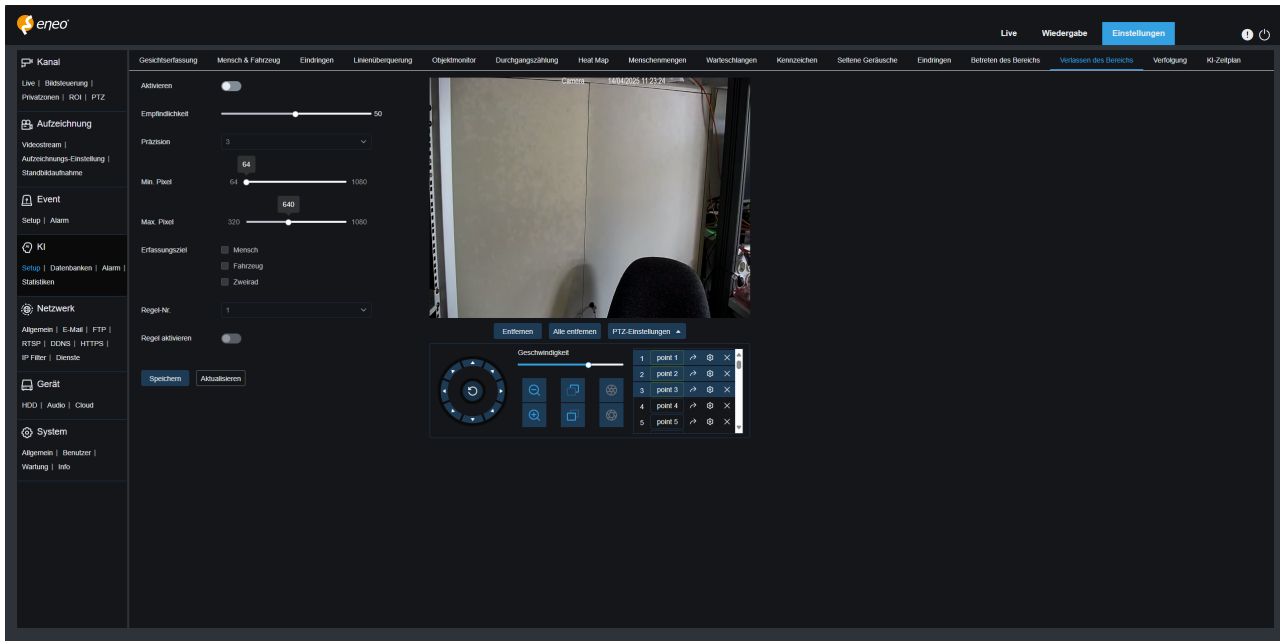 eneo
Live Wiedergabe Einstellungen
Kanal
Live | Bildsteuerung |
Privatzonen | ROI | PTZ
Aufzeichnung
Videostream |
Aufzeichnungs-Einstellung |
Standbildaufnahme
Event
Setup | Alarm
KI
Setup | Datenbanken | Alarm |
Statistiken
Netzwerk
Allgemein | E-Mail | FTP |
RTSP | DDNS | HTTPS |
IP Filter | Dienste
Gerät
HDD | Audio | Cloud
System
Allgemein | Benutzer |
Wartung | Info
Gesichtserfassung Mensch & Fahrzeug Eindringen Linienüberquerung Objektmonitor Durchgangszählung Heat Map Menschenmengen Warteschlangen Kennzeichen Seltene Geräusche Eindringen Betreten des Bereichs Verlassen des Bereichs Verfolgung KI-Zeitplan
Aktivieren
Empfindlichkeit 50
Präzision 3
64
Min. Pixel 64 1080
640
Max. Pixel 320 1080
Erfassungsziel Mensch
Fahrzeug
Zweirad
Regel-Nr. 1
Regel aktivieren
Speichern Aktualisieren
Camera 14/04/2025 11:23:24
Entfernen Alle entfernen PTZ-Einstellungen
Geschwindigkeit
1 point 1
2 point 2
3 point 3
4 point 4
5 point 5